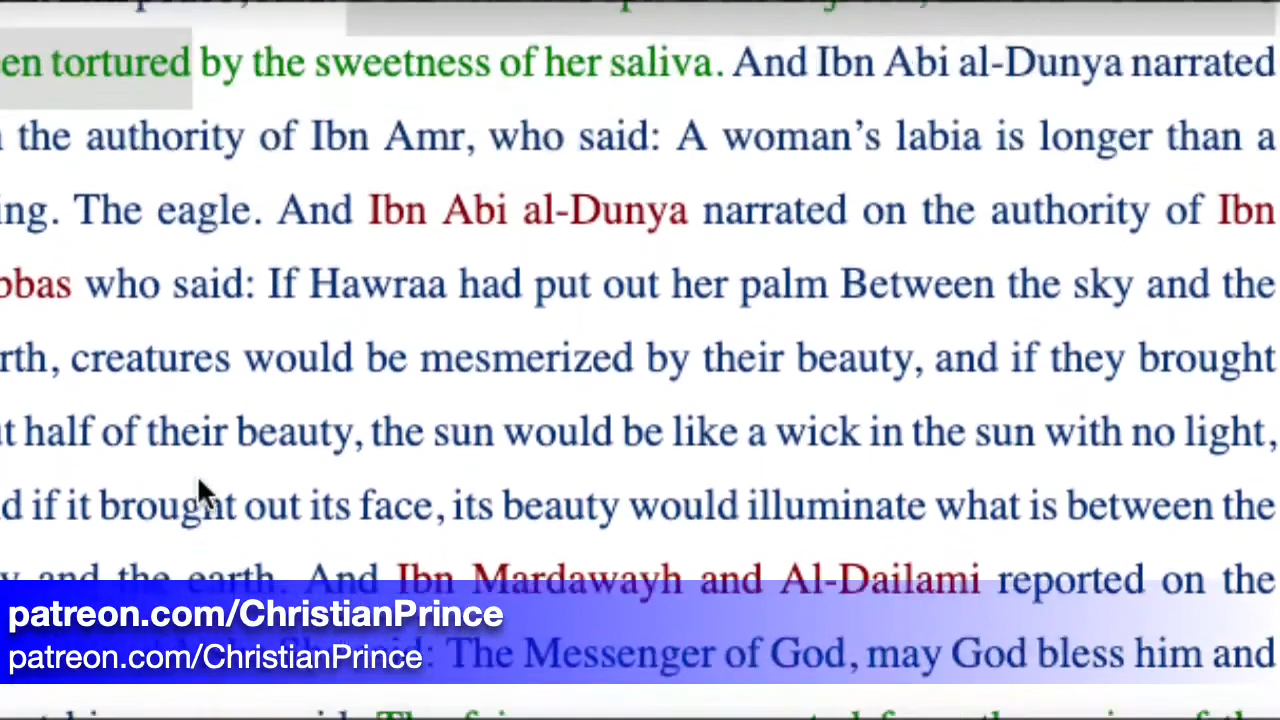 en tortured by the sweetness of her saliva. And Ibn Abi al-Dunya narrated
the authority of Ibn Amr, who said: A woman's labia is longer than a
ing. The eagle. And Ibn Abi al-Dunya narrated on the authority of Ibn
bbas who said: If Hawraa had put out her palm Between the sky and the
rth, creatures would be mesmerized by their beauty, and if they brought
t half of their beauty, the sun would be like a wick in the sun with no light,
d if it brought out its face, its beauty would illuminate what is between the
y and the earth. And Ibn Mardawayh and Al-Dailami reported on the
patreon.com/ChristianPrince
patreon.com/ChristianPrince
: The Messenger of God, may God bless him and